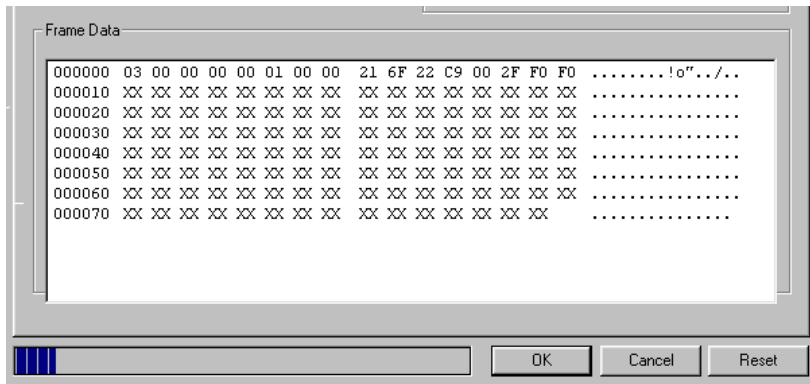 Frame Data
000000 03 00 00 00 00 01 00 00 21 6F 22 C9 00 2F F0 F0 ........!o"../..
000010 XX XX XX XX XX XX XX XX XX XX XX XX XX XX XX XX ................
000020 XX XX XX XX XX XX XX XX XX XX XX XX XX XX XX XX ................
000030 XX XX XX XX XX XX XX XX XX XX XX XX XX XX XX XX ................
000040 XX XX XX XX XX XX XX XX XX XX XX XX XX XX XX XX ................
000050 XX XX XX XX XX XX XX XX XX XX XX XX XX XX XX XX ................
000060 XX XX XX XX XX XX XX XX XX XX XX XX XX XX XX XX ................
000070 XX XX XX XX XX XX XX XX XX XX XX XX XX XX XX ...............
OK Cancel Reset